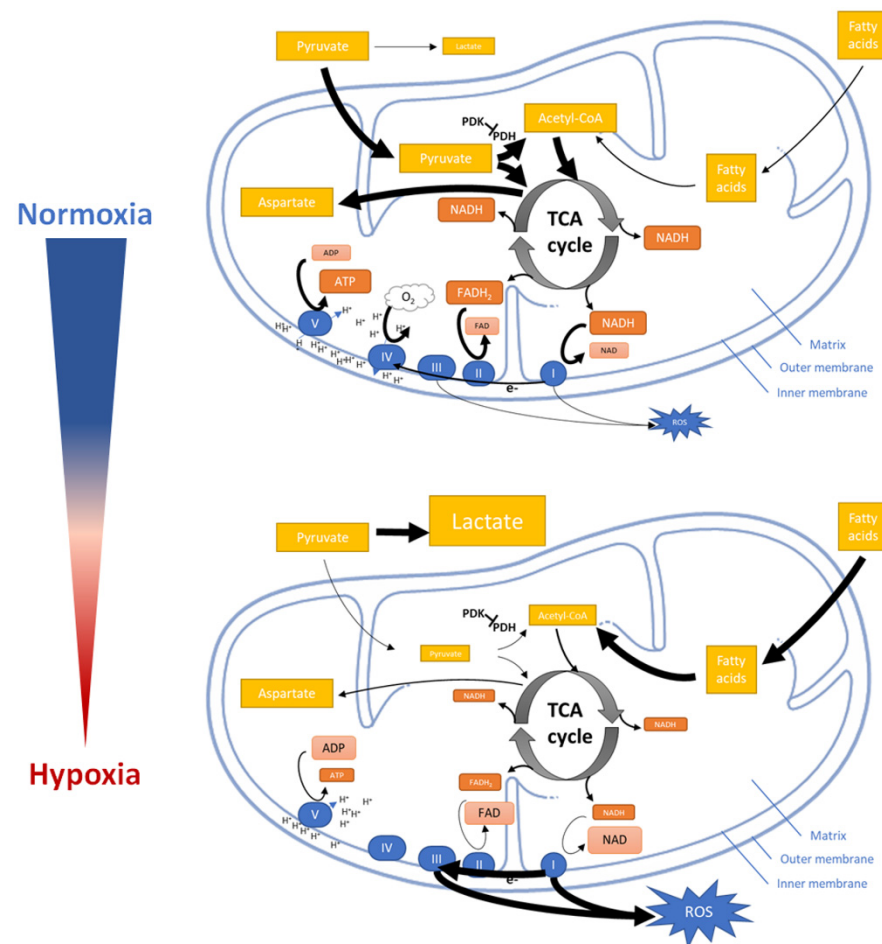 Normoxia
Hypoxia
Pyruvate
Lactate
Fatty
acids
PDK
PDH
Acetyl-CoA
Pyruvate
Fatty
acids
Aspartate
NADH
TCA
cycle
NADH
ADP
ATP
O₂
FADH₂
FAD
NADH
NAD
H⁺
H⁺
H⁺
H⁺
H⁺
H⁺
H⁺
H⁺
H⁺
H
H⁺
H⁺
H⁺
H⁺
H⁺
H⁺
H⁺
H⁺
V
IV
III
II
I
e-
Matrix
Outer membrane
Inner membrane
ROS
Pyruvate
Lactate
Fatty
acids
PDK
PDH
Acetyl-CoA
Pyruvate
Fatty
acids
Aspartate
NADH
TCA
cycle
NADH
ADP
ATP
FADH₂
FAD
NADH
NAD
H⁺
H⁺
H⁺
H⁺
H⁺
H⁺
H⁺
H⁺
H⁺
H⁺
H⁺
V
IV
III
II
I
e-
Matrix
Outer membrane
Inner membrane
ROS